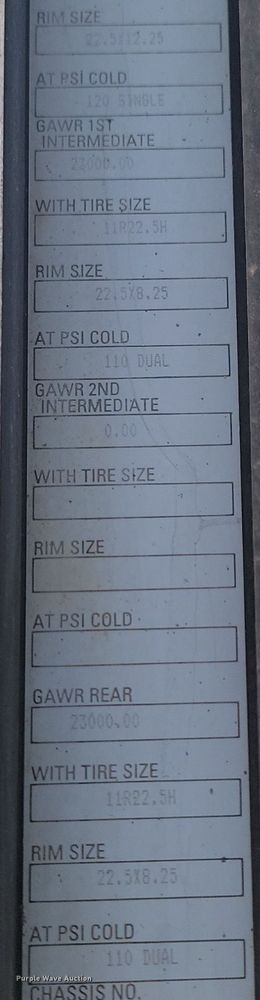 RIM SIZE
22.5X12.25
AT PSI COLD
120 SINGLE
GAWR 1ST
INTERMEDIATE
23000.00
WITH TIRE SIZE
11R22.5H
RIM SIZE
22.5X8.25
AT PSI COLD
110 DUAL
GAWR 2ND
INTERMEDIATE
0.00
WITH TIRE SIZE
RIM SIZE
AT PSI COLD
GAWR REAR
23000.00
WITH TIRE SIZE
11R22.5H
RIM SIZE
22.5X8.25
AT PSI COLD
110 DUAL
Purple Wave Auction
CHASSIS NO.